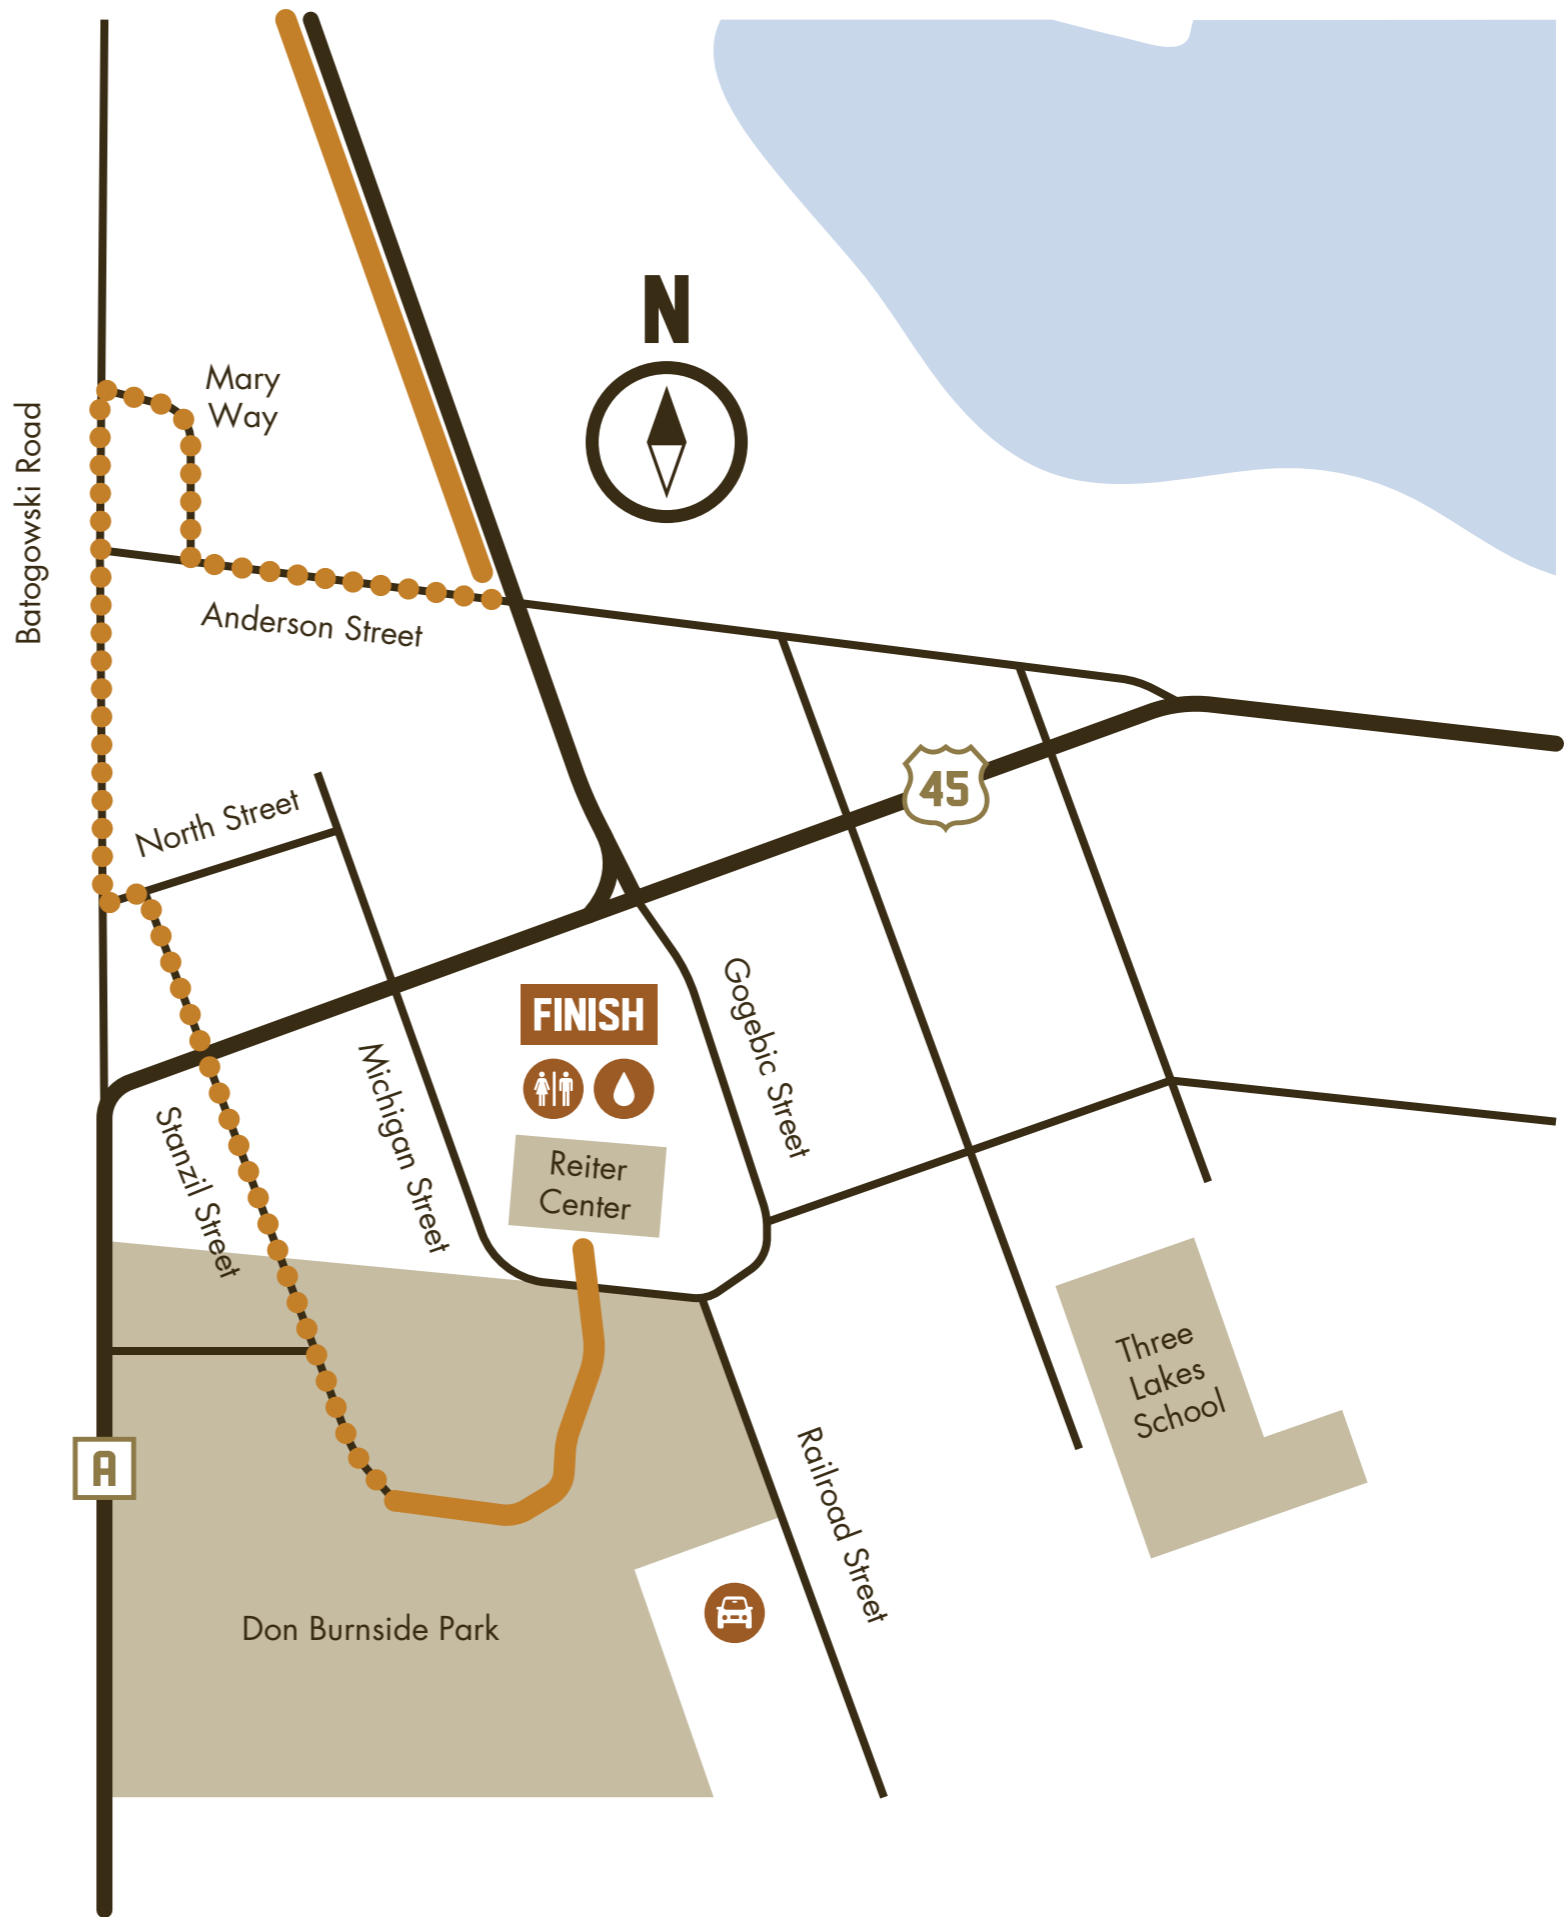 N
Mary
Way
Batogowski Road
Anderson Street
45
North Street
FINISH
Gogebic Street
Michigan Street
Stanzil Street
Reiter
Center
Three
Lakes
School
A
Railroad Street
Don Burnside Park